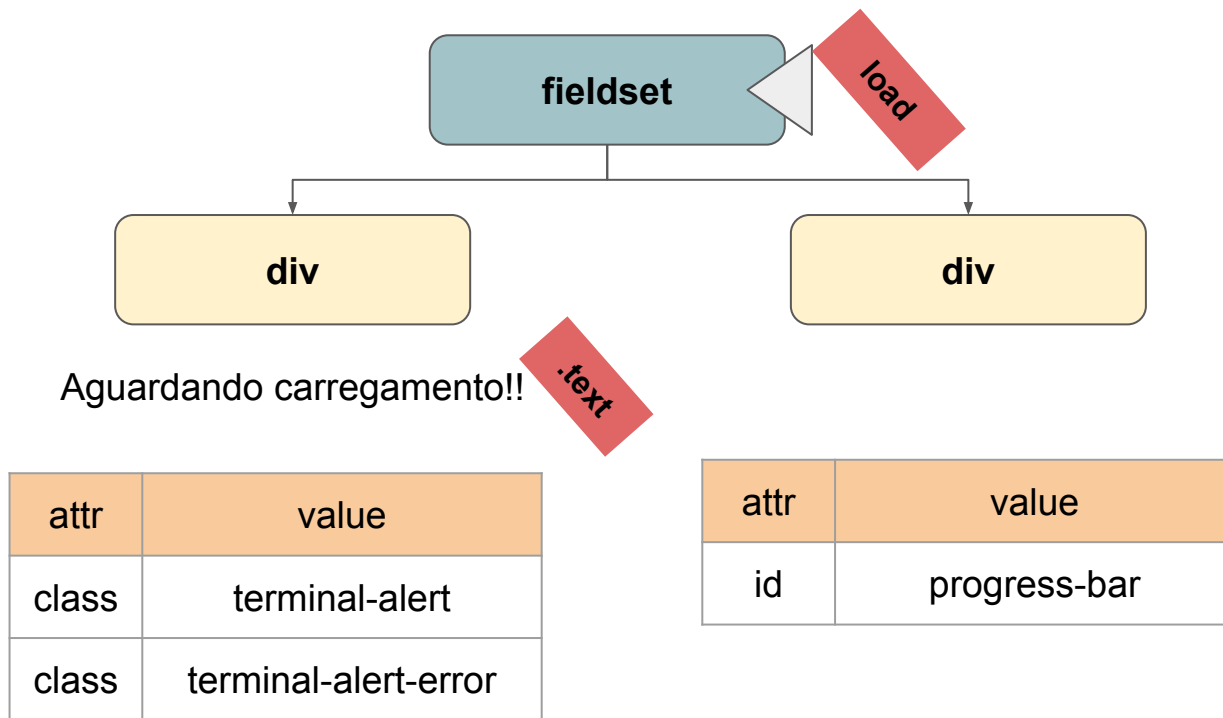 fieldset
load
div
div
Aguardando carregamento!!
.text
attr value
class terminal-alert
class terminal-alert-error
attr value
id progress-bar